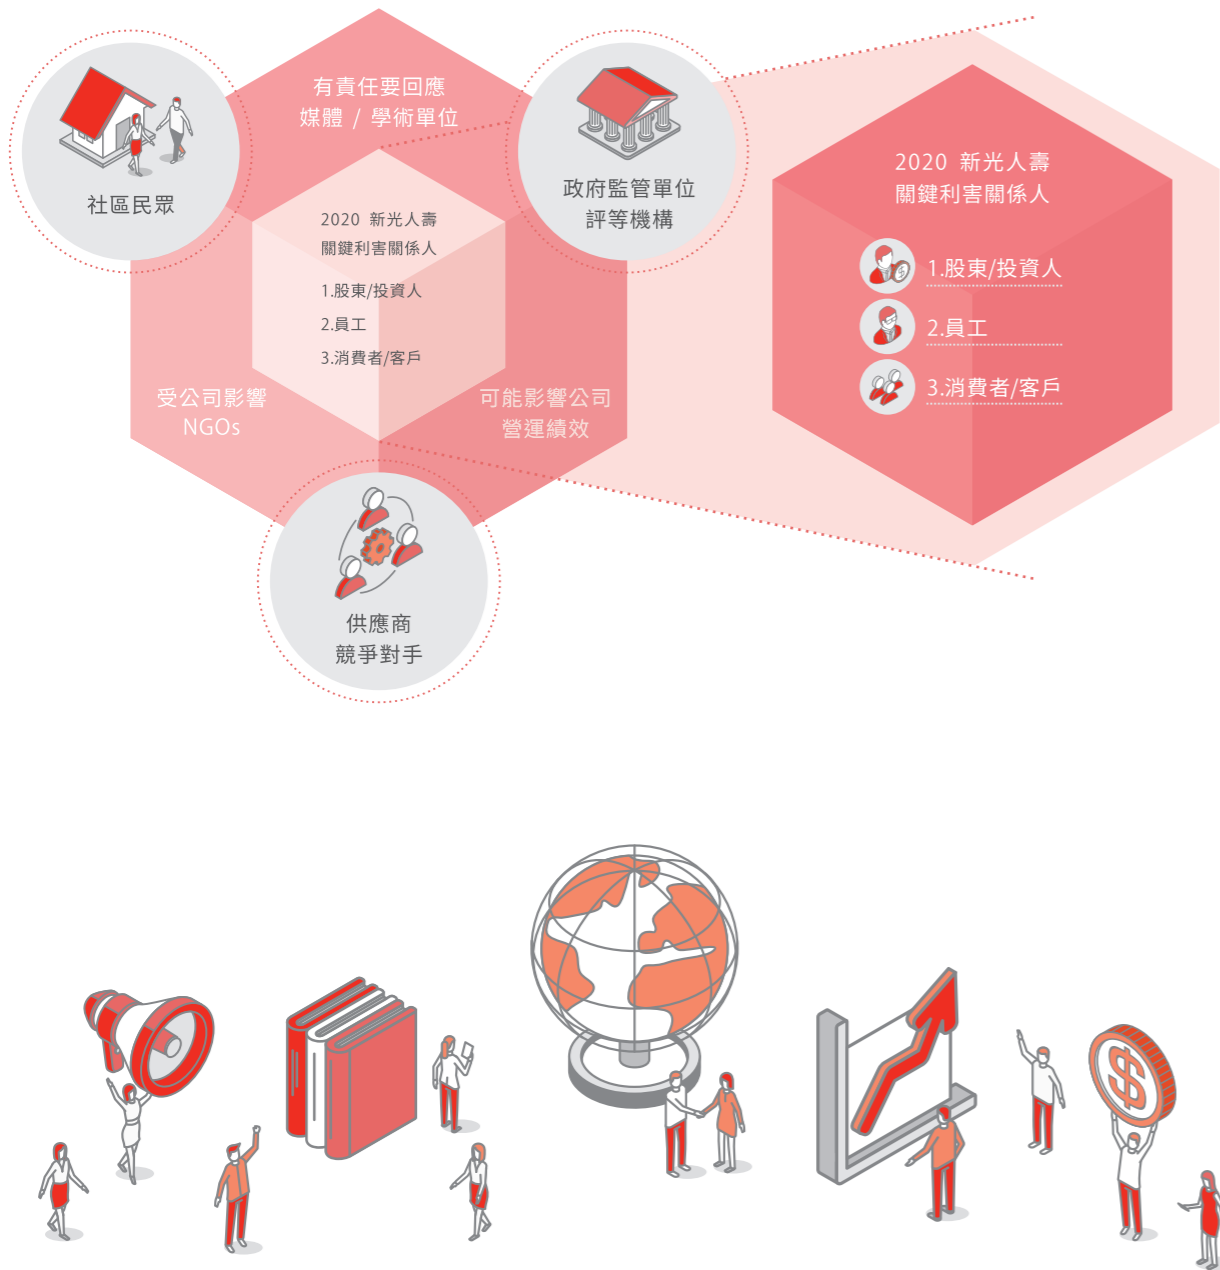 有責任要回應
媒體 / 學術單位
社區民眾
政府監管單位
評等機構
2020 新光人壽
關鍵利害關係人
1.股東/投資人
2.員工
3.消費者/客戶
受公司影響
NGOs
可能影響公司
營運績效
供應商
競爭對手
2020 新光人壽
關鍵利害關係人
1.股東/投資人
2.員工
3.消費者/客戶
$
$